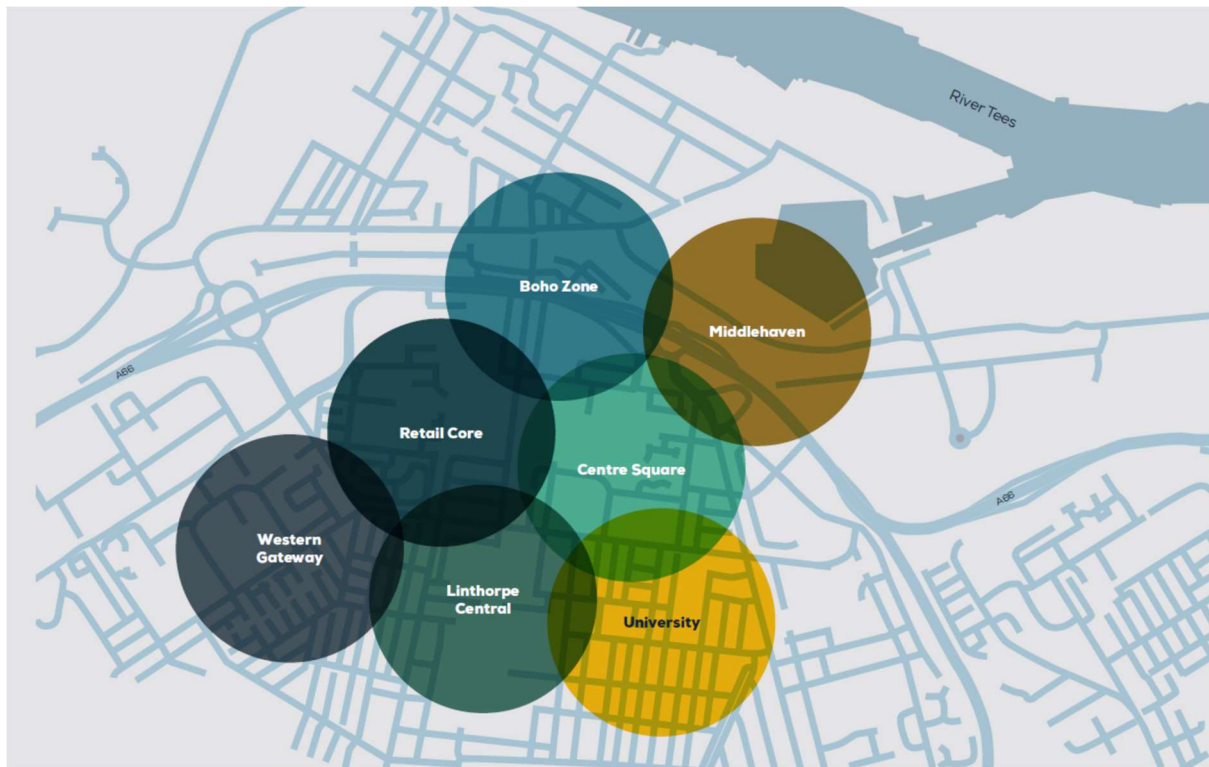 River Tees
Boho Zone
Middlehaven
A66
Retail Core
Centre Square
A66
Western
Gateway
Linthorpe
Central
University